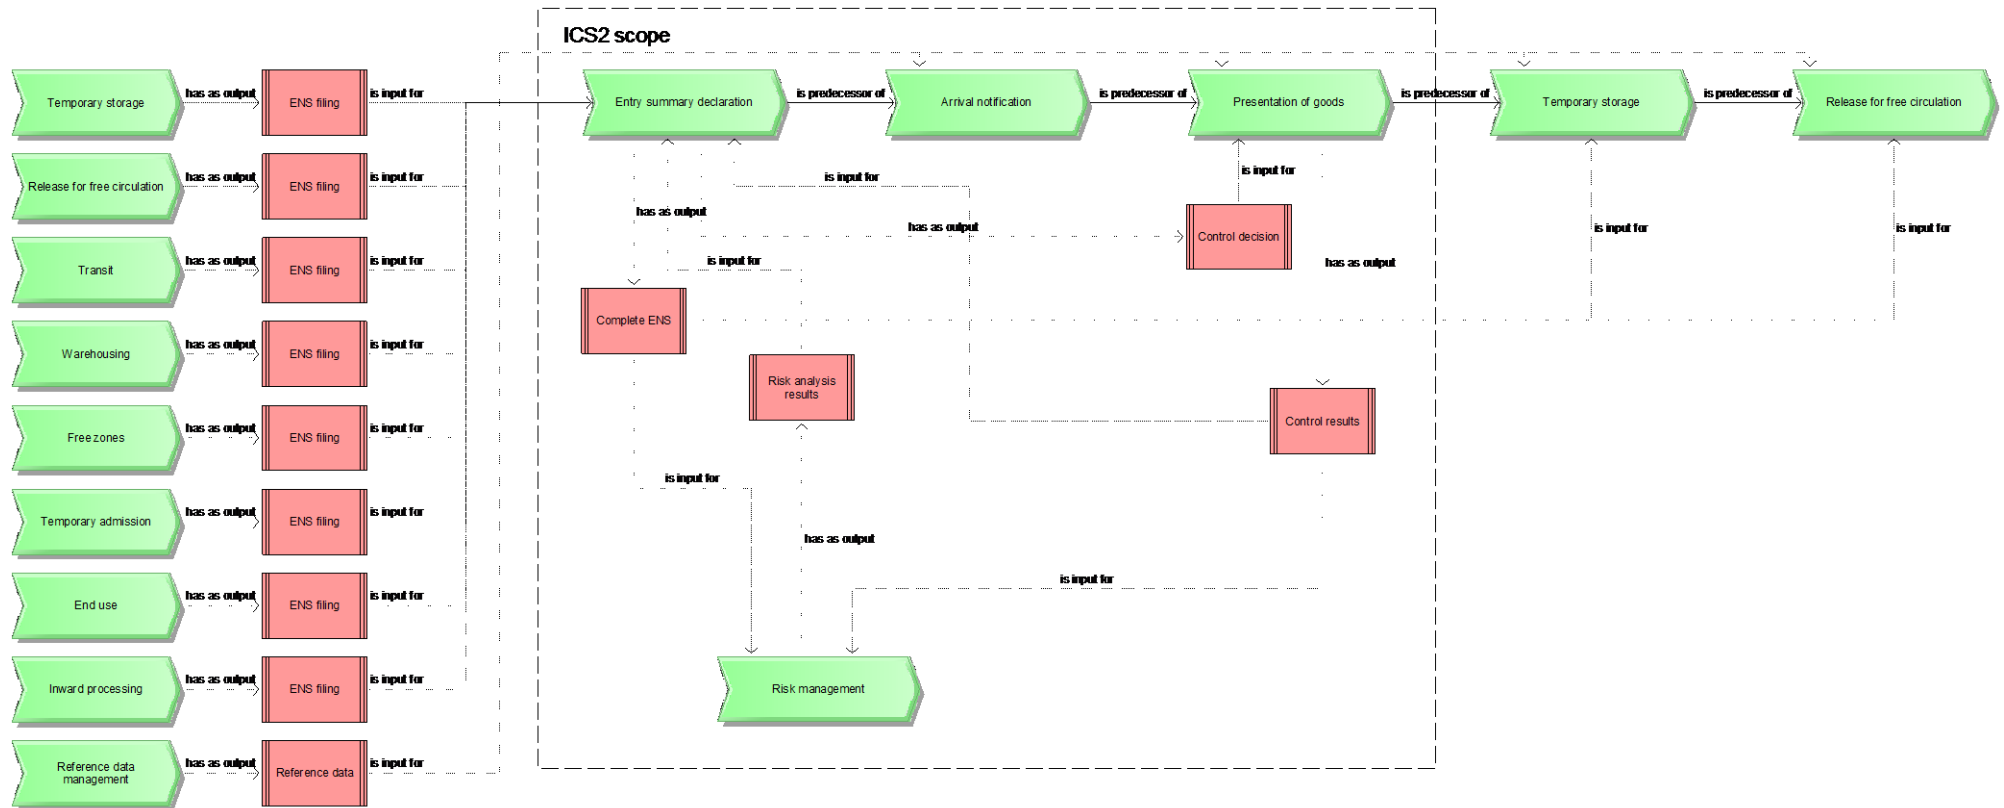 ICS2 scope
Temporary storage
has as output
ENS filing
is input for
Entry summary declaration
is predecessor of
Arrival notification
is predecessor of
Presentation of goods
is predecessor of
Temporary storage
is predecessor of
Release for free circulation
Release for free circulation
has as output
ENS filing
is input for
is input for
is input for
has as output
has as output
Control decision
is input for
is input for
Transit
has as output
ENS filing
is input for
is input for
has as output
Complete ENS
Warehousing
has as output
ENS filing
is input for
Risk analysis
results
Control results
Free zones
has as output
ENS filing
is input for
is input for
Temporary admission
has as output
ENS filing
is input for
has as output
is input for
End use
has as output
ENS filing
is input for
Inward processing
has as output
ENS filing
is input for
Risk management
Reference data
management
has as output
Reference data
is input for